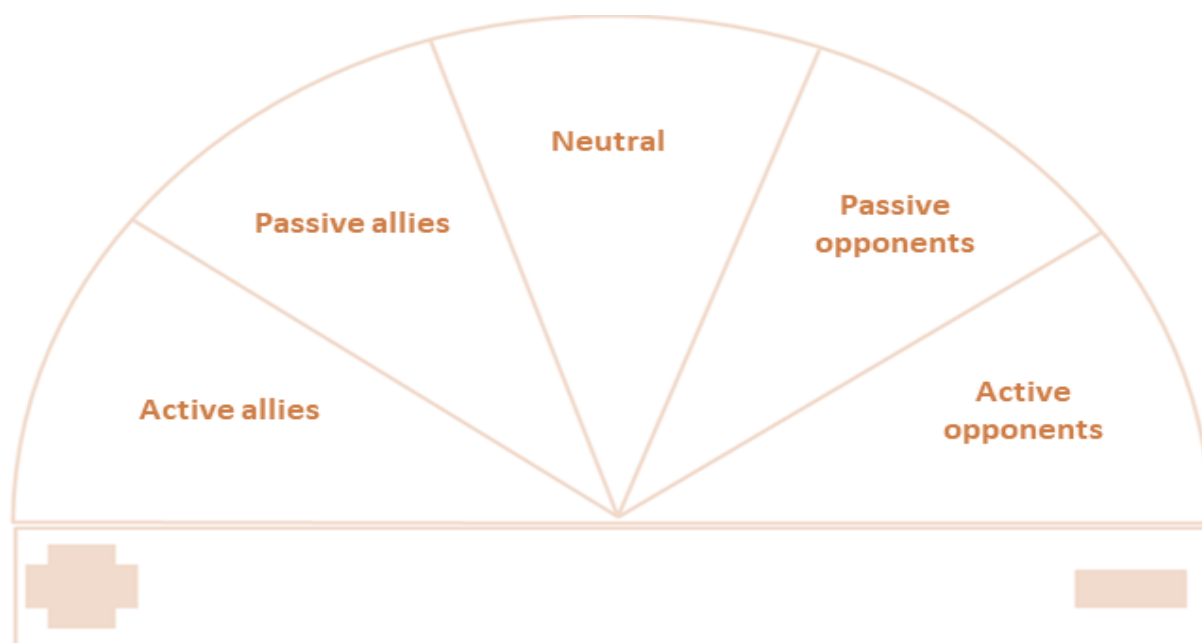 Neutral
Passive allies
Passive
opponents
Active allies
Active
opponents